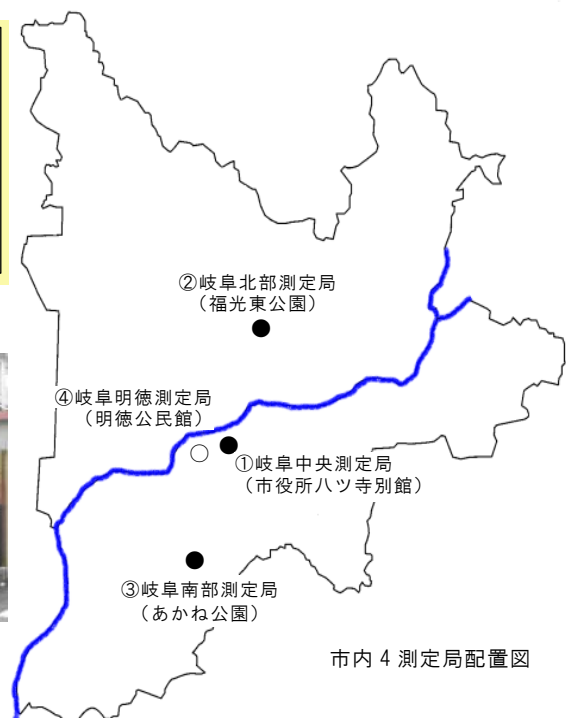 ②岐阜北部測定局
（福光東公園）
④岐阜明徳測定局
（明徳公民館）
①岐阜中央測定局
（市役所八ツ寺別館）
③岐阜南部測定局
（あかね公園）
市内 4 測定局配置図